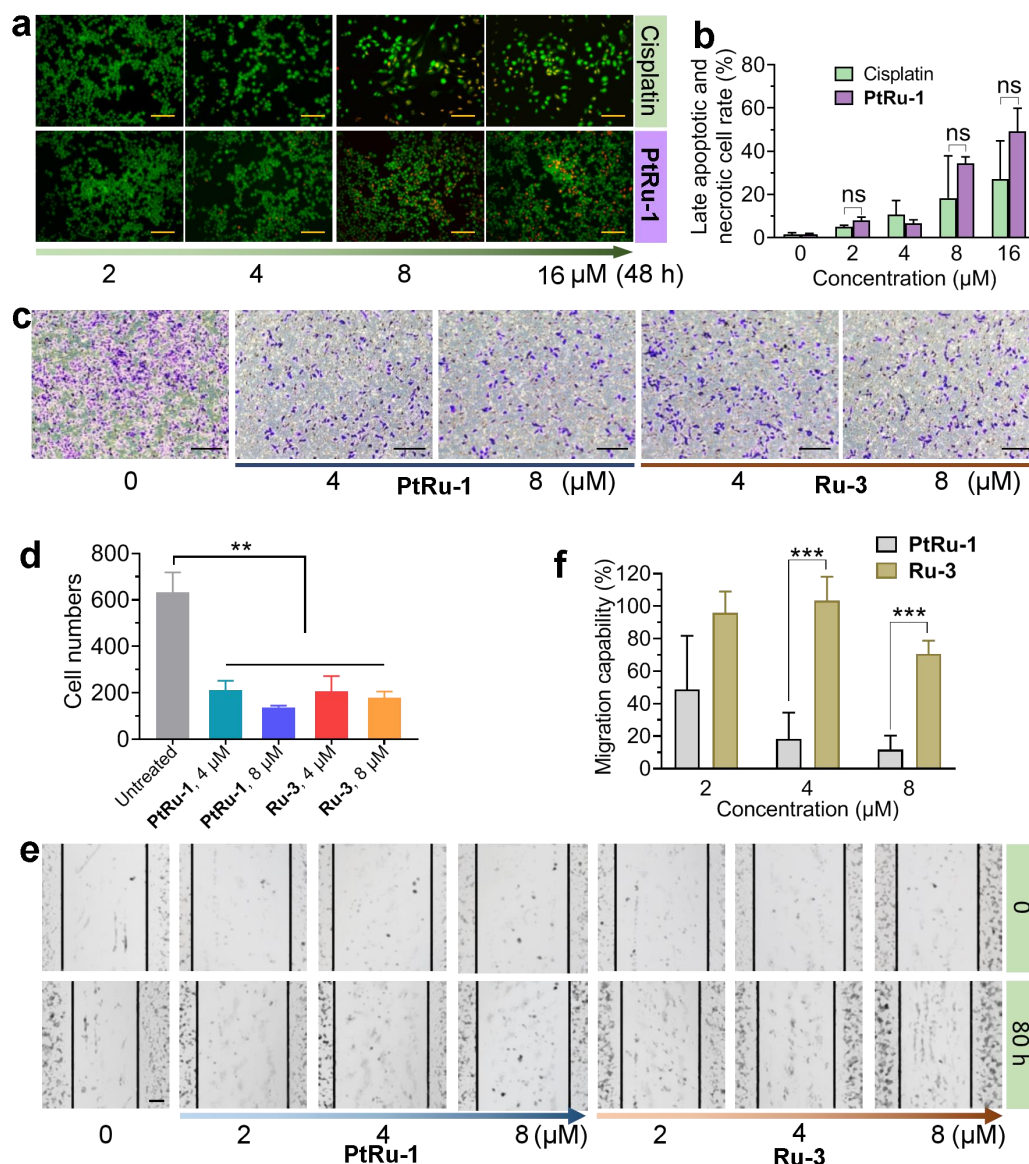 a
Cisplatin
PtRu-1
2 4 8 16 µM (48 h)
b
Late apoptotic and
necrotic cell rate (%)
80
60
40
20
0
Cisplatin
PtRu-1
ns
ns
ns
0 2 4 8 16
Concentration (µM)
c
0 4 PtRu-1 8 (µM) 4 Ru-3 8 (µM)
d
Cell numbers
800
600
400
200
0
**
Untreated
PtRu-1, 4 µM
PtRu-1, 8 µM
Ru-3, 4 µM
Ru-3, 8 µM
f
PtRu-1
Ru-3
Migration capability (%)
120
100
80
60
40
20
0
***
***
2 4 8
Concentration (µM)
e
0
80 h
0 2 4 8 (µM) 2 4 8 (µM)
PtRu-1 Ru-3